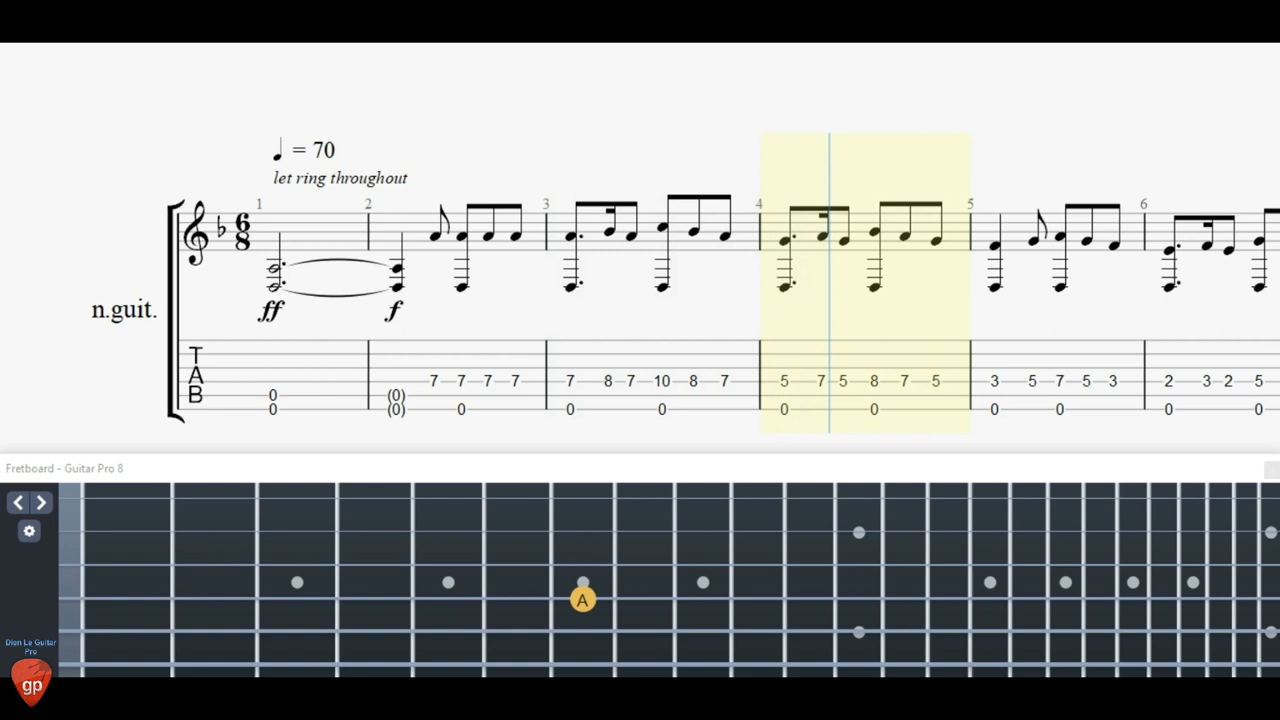 ♩ = 70
let ring throughout
1 2 3 4 5 6
6
8
n.guit.
ff f
T
A
B
7 7 7 7 7 8 7 10 8 7 5 7 5 8 7 5 3 5 7 5 3 2 3 2 5
0 (0)
0 (0) 0 0 0 0 0 0 0 0 0
Fretboard - Guitar Pro 8
A
Dien Le Guitar
Pro
gp